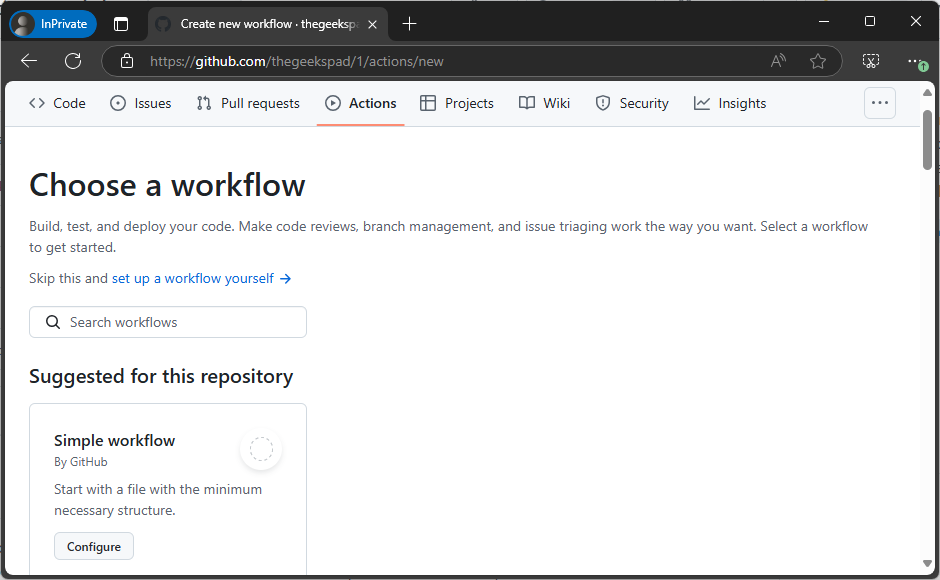 InPrivate
Create new workflow · thegeekspa
https://github.com/thegeekspad/1/actions/new
Code Issues Pull requests Actions Projects Wiki Security Insights
Choose a workflow
Build, test, and deploy your code. Make code reviews, branch management, and issue triaging work the way you want. Select a workflow
to get started.
Skip this and set up a workflow yourself →
Search workflows
Suggested for this repository
Simple workflow
By GitHub
Start with a file with the minimum
necessary structure.
Configure